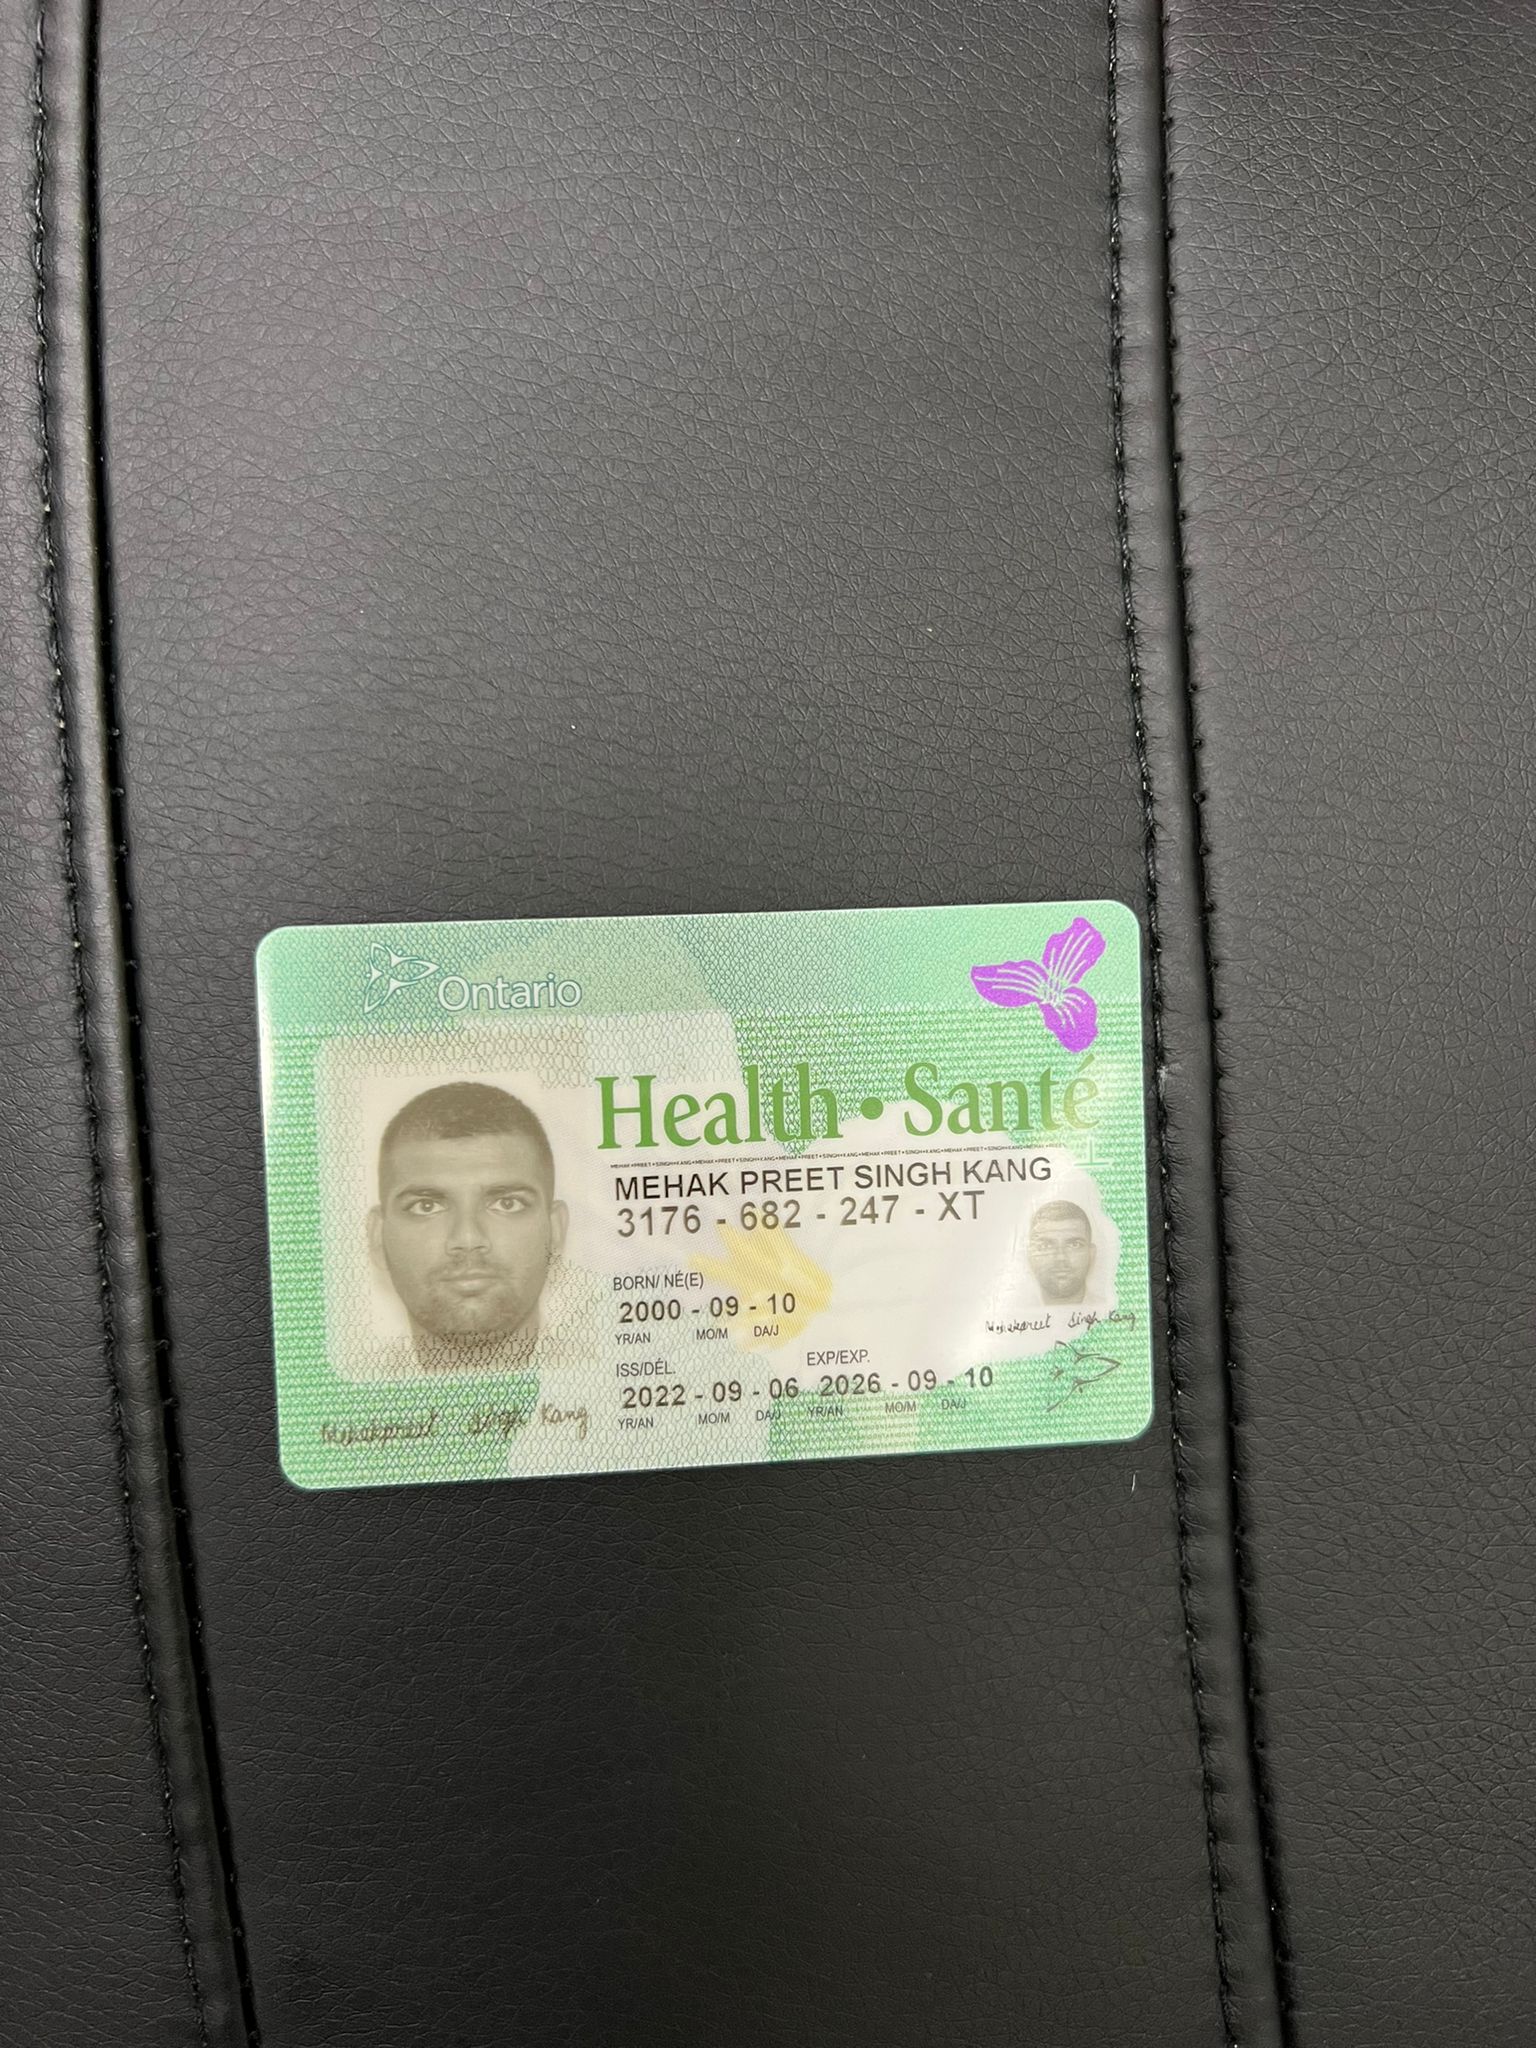 Ontario
Health • Santé
MEHAK PREET SINGH KANG
3176 - 682 - 247 - XT
BORN/ NÉ(E)
2000 - 09 - 10
YR/AN MO/M DA/J
ISS/DÉL. EXP/EXP.
2022 - 09 - 06 2026 - 09 - 10
YR/AN MO/M DA/J YR/AN MO/M DA/J
Mehakpreet Singh Kang
Mehakpreet Singh Kang